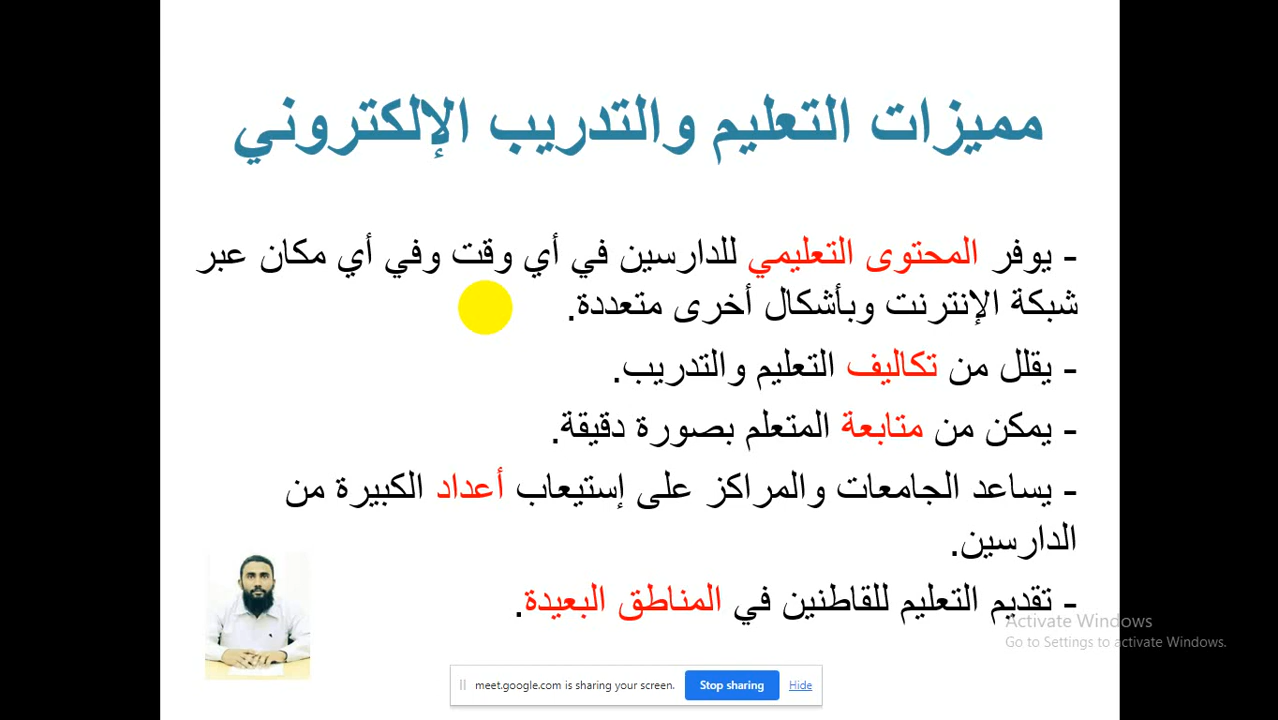 مميزات التعليم والتدريب الإلكتروني
- يوفر المحتوى التعليمي للدارسين في أي وقت وفي أي مكان عبر
شبكة الإنترنت وبأشكال أخرى متعددة.
- يقلل من تكاليف التعليم والتدريب.
- يمكن من متابعة المتعلم بصورة دقيقة.
- يساعد الجامعات والمراكز على إستيعاب أعداد الكبيرة من
الدارسين.
- تقديم التعليم للقاطنين في المناطق البعيدة.
Activate Windows
Go to Settings to activate Windows.
meet.google.com is sharing your screen. Stop sharing Hide